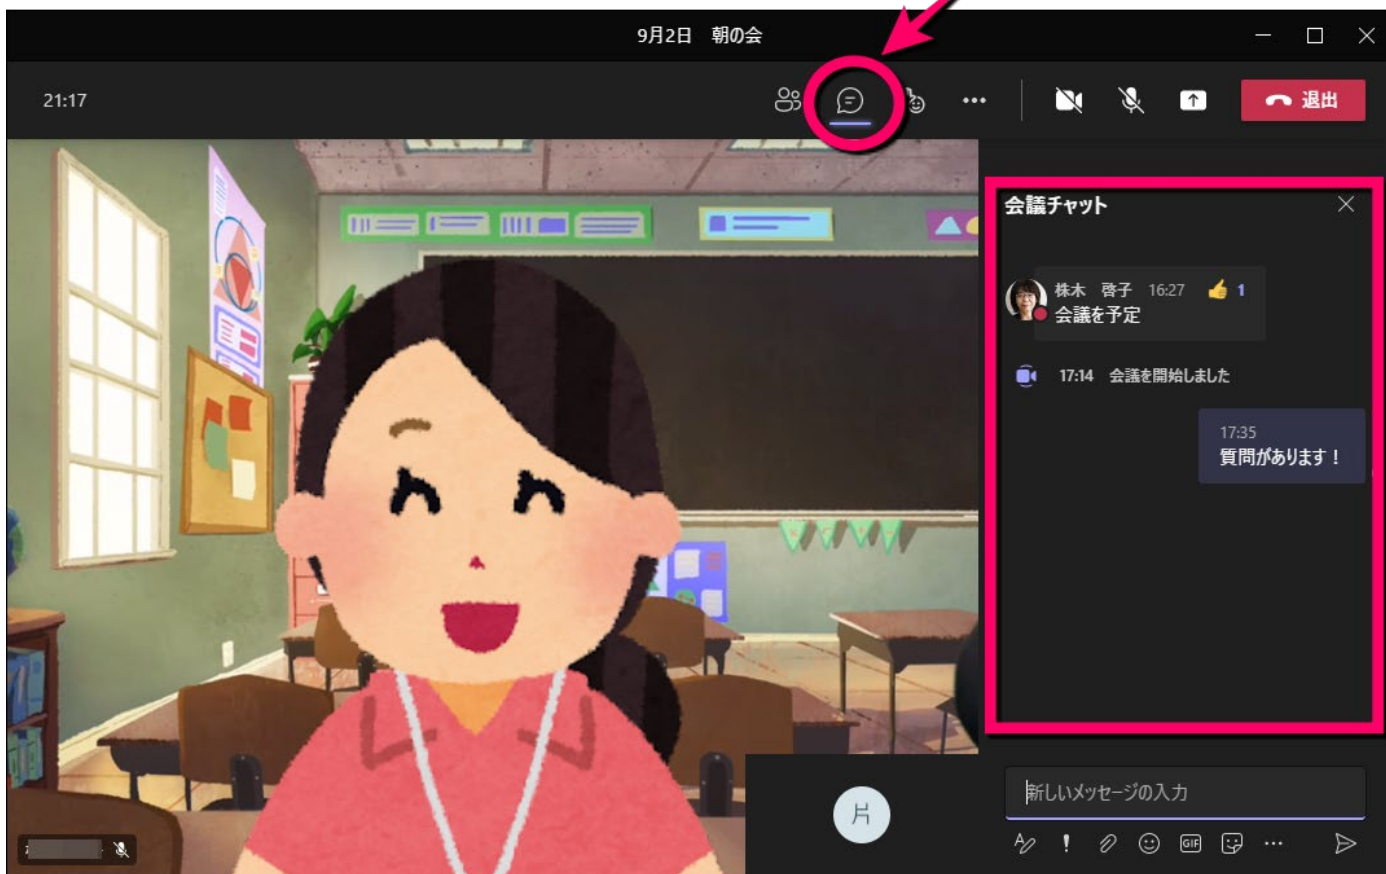 9月2日　朝の会
21:17
退出
会議チャット
株木　啓子 16:27 👍 1
会議を予定
17:14 会議を開始しました
17:35
質問があります！
新しいメッセージの入力
GIF